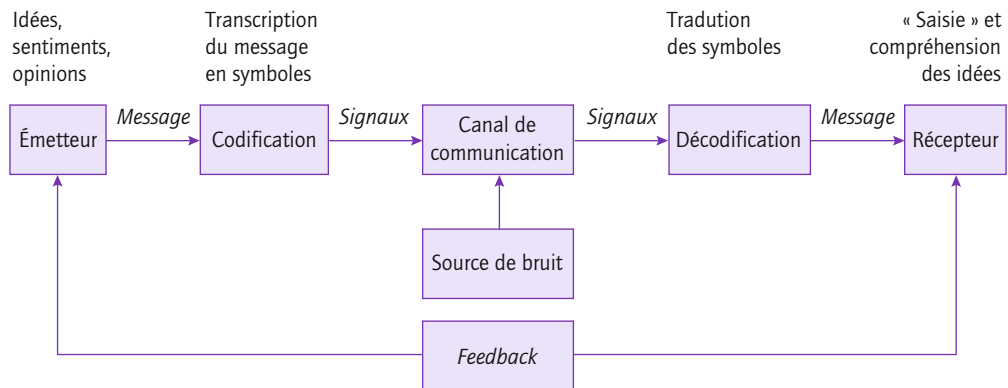 Idées,
sentiments,
opinions
Transcription
du message
en symboles
Tradution
des symboles
« Saisie » et
compréhension
des idées
Émetteur
Message
Codification
Signaux
Canal de
communication
Signaux
Décodification
Message
Récepteur
Source de bruit
Feedback